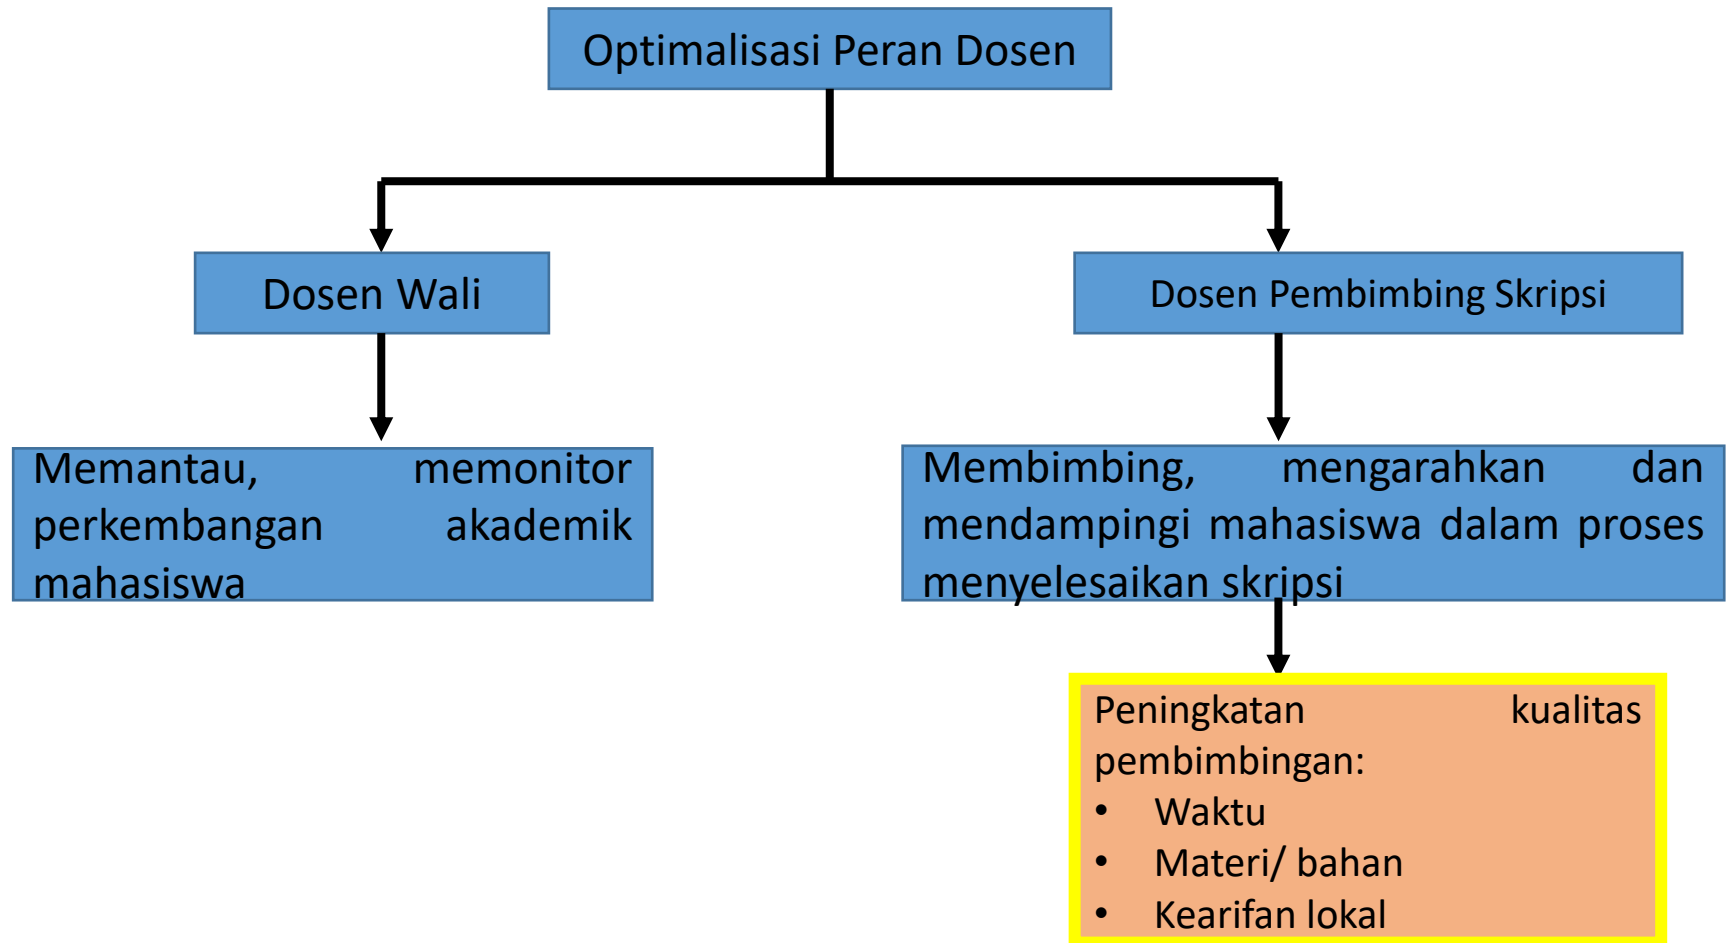 Optimalisasi Peran Dosen
Dosen Wali
Dosen Pembimbing Skripsi
Memantau, memonitor
perkembangan akademik
mahasiswa
Membimbing, mengarahkan dan
mendampingi mahasiswa dalam proses
menyelesaikan skripsi
Peningkatan kualitas
pembimbingan:
• Waktu
• Materi/ bahan
• Kearifan lokal